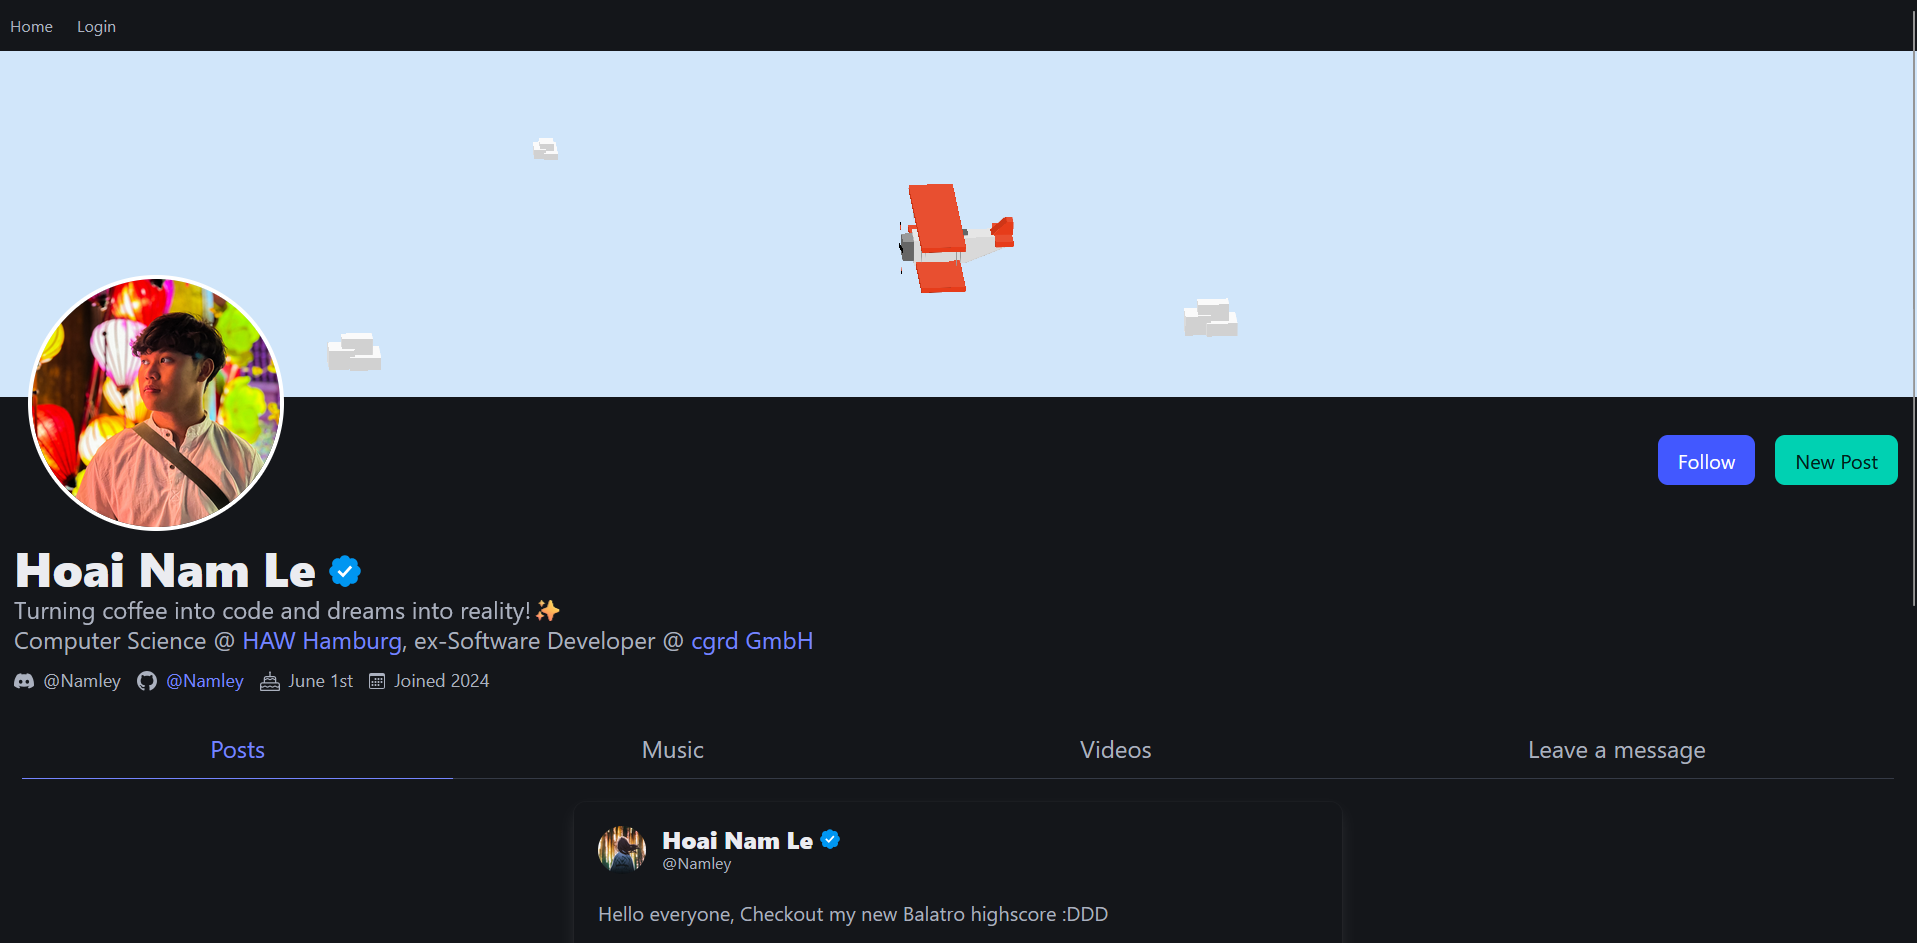 Home Login
Follow New Post
Hoai Nam Le
Turning coffee into code and dreams into reality!✨
Computer Science @ HAW Hamburg, ex-Software Developer @ cgrd GmbH
@Namley @Namley June 1st Joined 2024
Posts Music Videos Leave a message
Hoai Nam Le
@Namley
Hello everyone, Checkout my new Balatro highscore :DDD